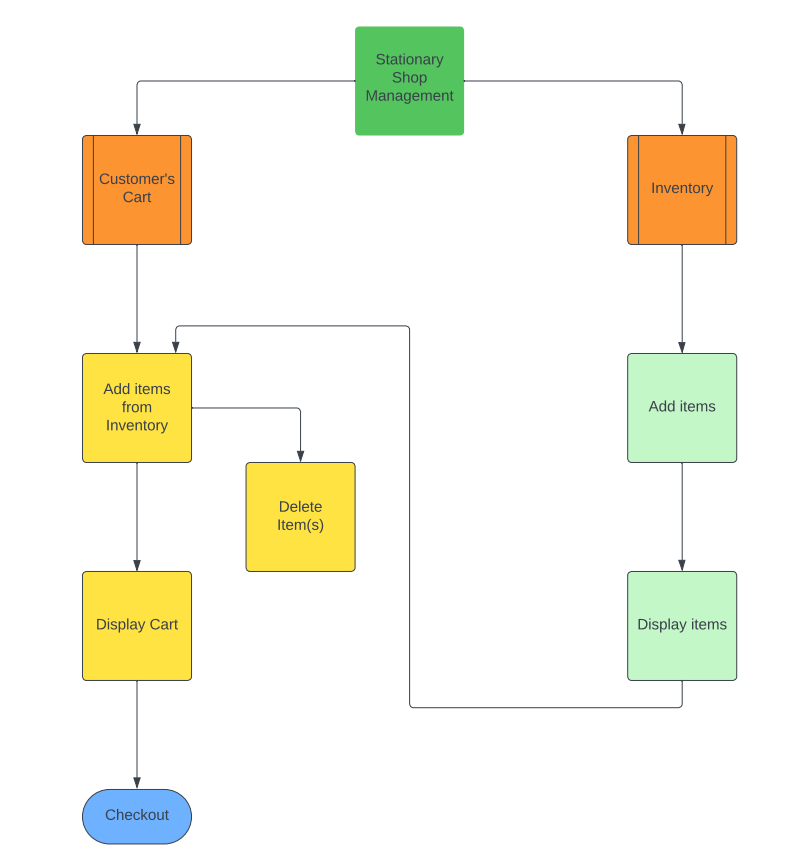 Stationary
Shop
Management
Customer's
Cart
Inventory
Add items
from
Inventory
Add items
Delete
Item(s)
Display Cart
Display items
Checkout